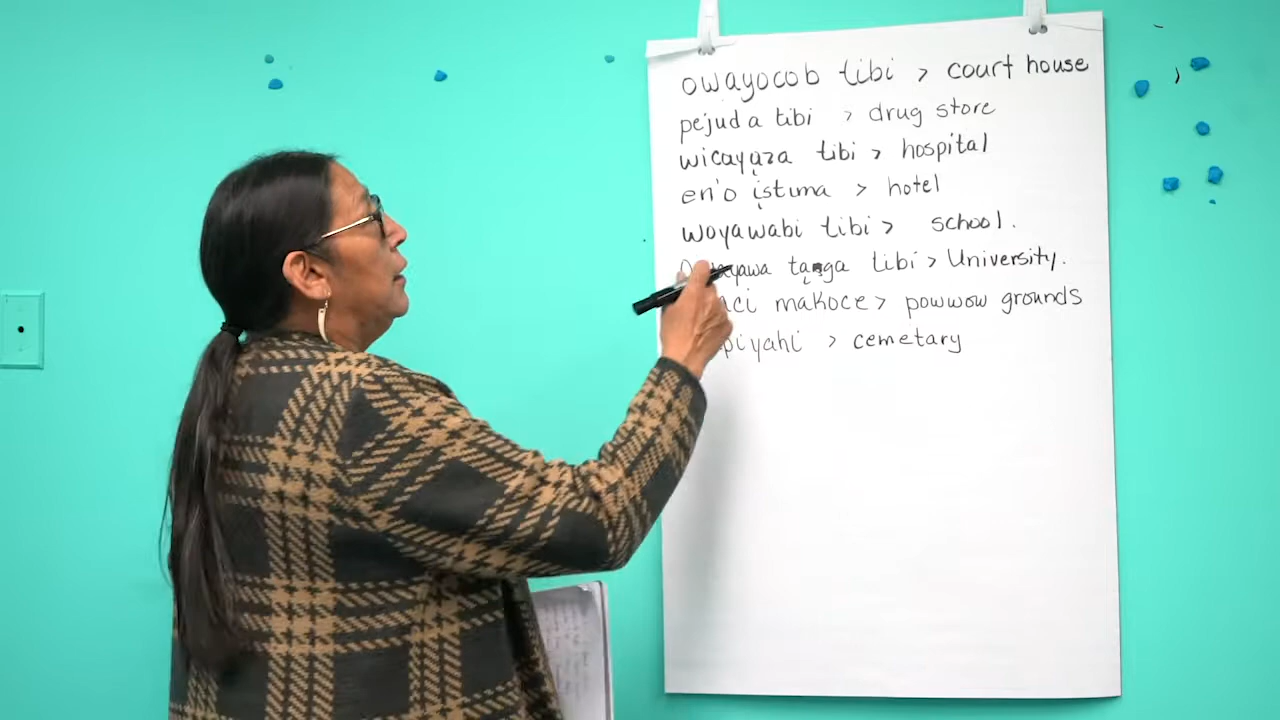 owayocob tibi > court house
pejuda tibi > drug store
wicayąza tibi > hospital
en'o įstima > hotel
woyawabi tibi > school.
tąga tibi > University.
makoce > powwow grounds
> cemetary